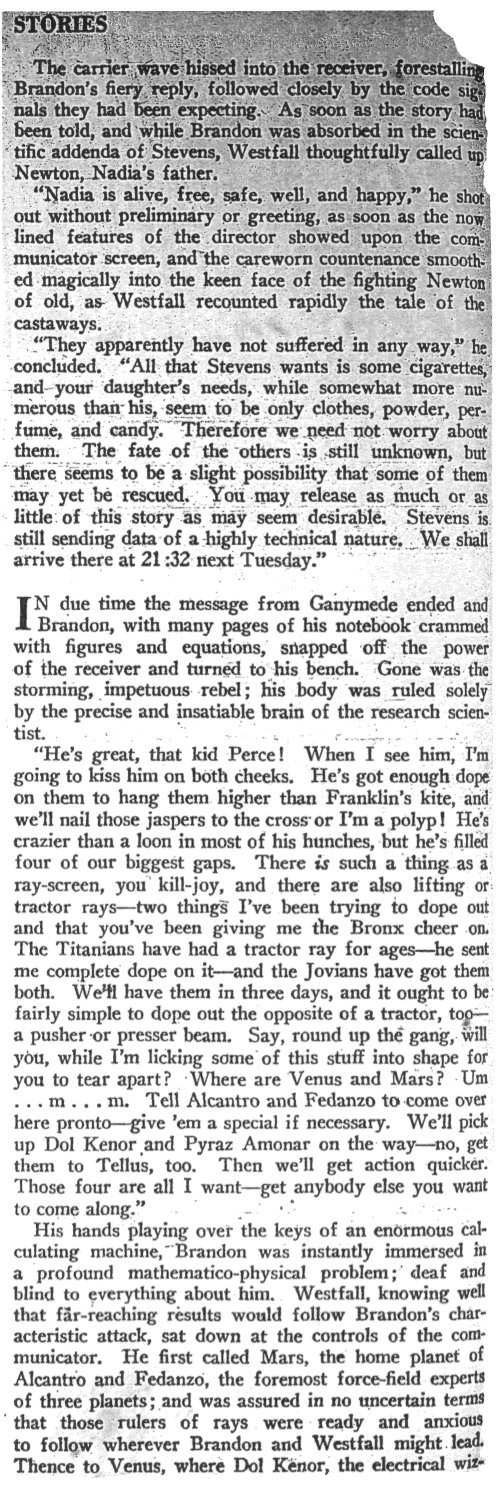 STORIES
The carrier wave hissed into the receiver, forestalling
Brandon's fiery reply, followed closely by the code sig-
nals they had been expecting. As soon as the story had
been told, and while Brandon was absorbed in the scien-
tific addenda of Stevens, Westfall thoughtfully called up
Newton, Nadia's father.
"Nadia is alive, free, safe, well, and happy," he shot
out without preliminary or greeting, as soon as the now
lined features of the director showed upon the com-
municator screen, and the careworn countenance smooth-
ed magically into the keen face of the fighting Newton
of old, as Westfall recounted rapidly the tale of the
castaways.
"They apparently have not suffered in any way," he
concluded. "All that Stevens wants is some cigarettes,
and your daughter's needs, while somewhat more nu-
merous than his, seem to be only clothes, powder, per-
fume, and candy. Therefore we need not worry about
them. The fate of the others is still unknown, but
there seems to be a slight possibility that some of them
may yet be rescued. You may release as much or as
little of this story as may seem desirable. Stevens is
still sending data of a highly technical nature. We shall
arrive there at 21:32 next Tuesday."
IN due time the message from Ganymede ended and
Brandon, with many pages of his notebook crammed
with figures and equations, snapped off the power
of the receiver and turned to his bench. Gone was the
storming, impetuous rebel; his body was ruled solely
by the precise and insatiable brain of the research scien-
tist.
"He's great, that kid Perce! When I see him, I'm
going to kiss him on both cheeks. He's got enough dope
on them to hang them higher than Franklin's kite, and
we'll nail those jaspers to the cross or I'm a polyp! He's
crazier than a loon in most of his hunches, but he's filled
four of our biggest gaps. There is such a thing as a
ray-screen, you kill-joy, and there are also lifting or
tractor rays—two things I've been trying to dope out
and that you've been giving me the Bronx cheer on.
The Titanians have had a tractor ray for ages—he sent
me complete dope on it—and the Jovians have got them
both. We'll have them in three days, and it ought to be
fairly simple to dope out the opposite of a tractor, too—
a pusher or presser beam. Say, round up the gang, will
you, while I'm licking some of this stuff into shape for
you to tear apart? Where are Venus and Mars? Um
. . . m . . . m. Tell Alcantro and Fedanzo to come over
here pronto—give 'em a special if necessary. We'll pick
up Dol Kenor and Pyraz Amonar on the way—no, get
them to Tellus, too. Then we'll get action quicker.
Those four are all I want—get anybody else you want
to come along."
His hands playing over the keys of an enormous cal-
culating machine, Brandon was instantly immersed in
a profound mathematico-physical problem; deaf and
blind to everything about him. Westfall, knowing well
that far-reaching results would follow Brandon's char-
acteristic attack, sat down at the controls of the com-
municator. He first called Mars, the home planet of
Alcantro and Fedanzo, the foremost force-field experts
of three planets; and was assured in no uncertain terms
that those rulers of rays were ready and anxious
to follow wherever Brandon and Westfall might lead.
Thence to Venus, where Dol Kenor, the electrical wiz-